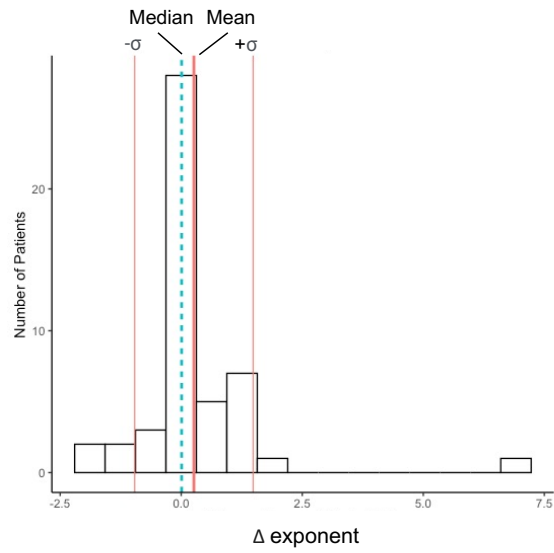 Median Mean
-σ +σ
Number of Patients
20
10
0
-2.5 0.0 2.5 5.0 7.5
Δ exponent